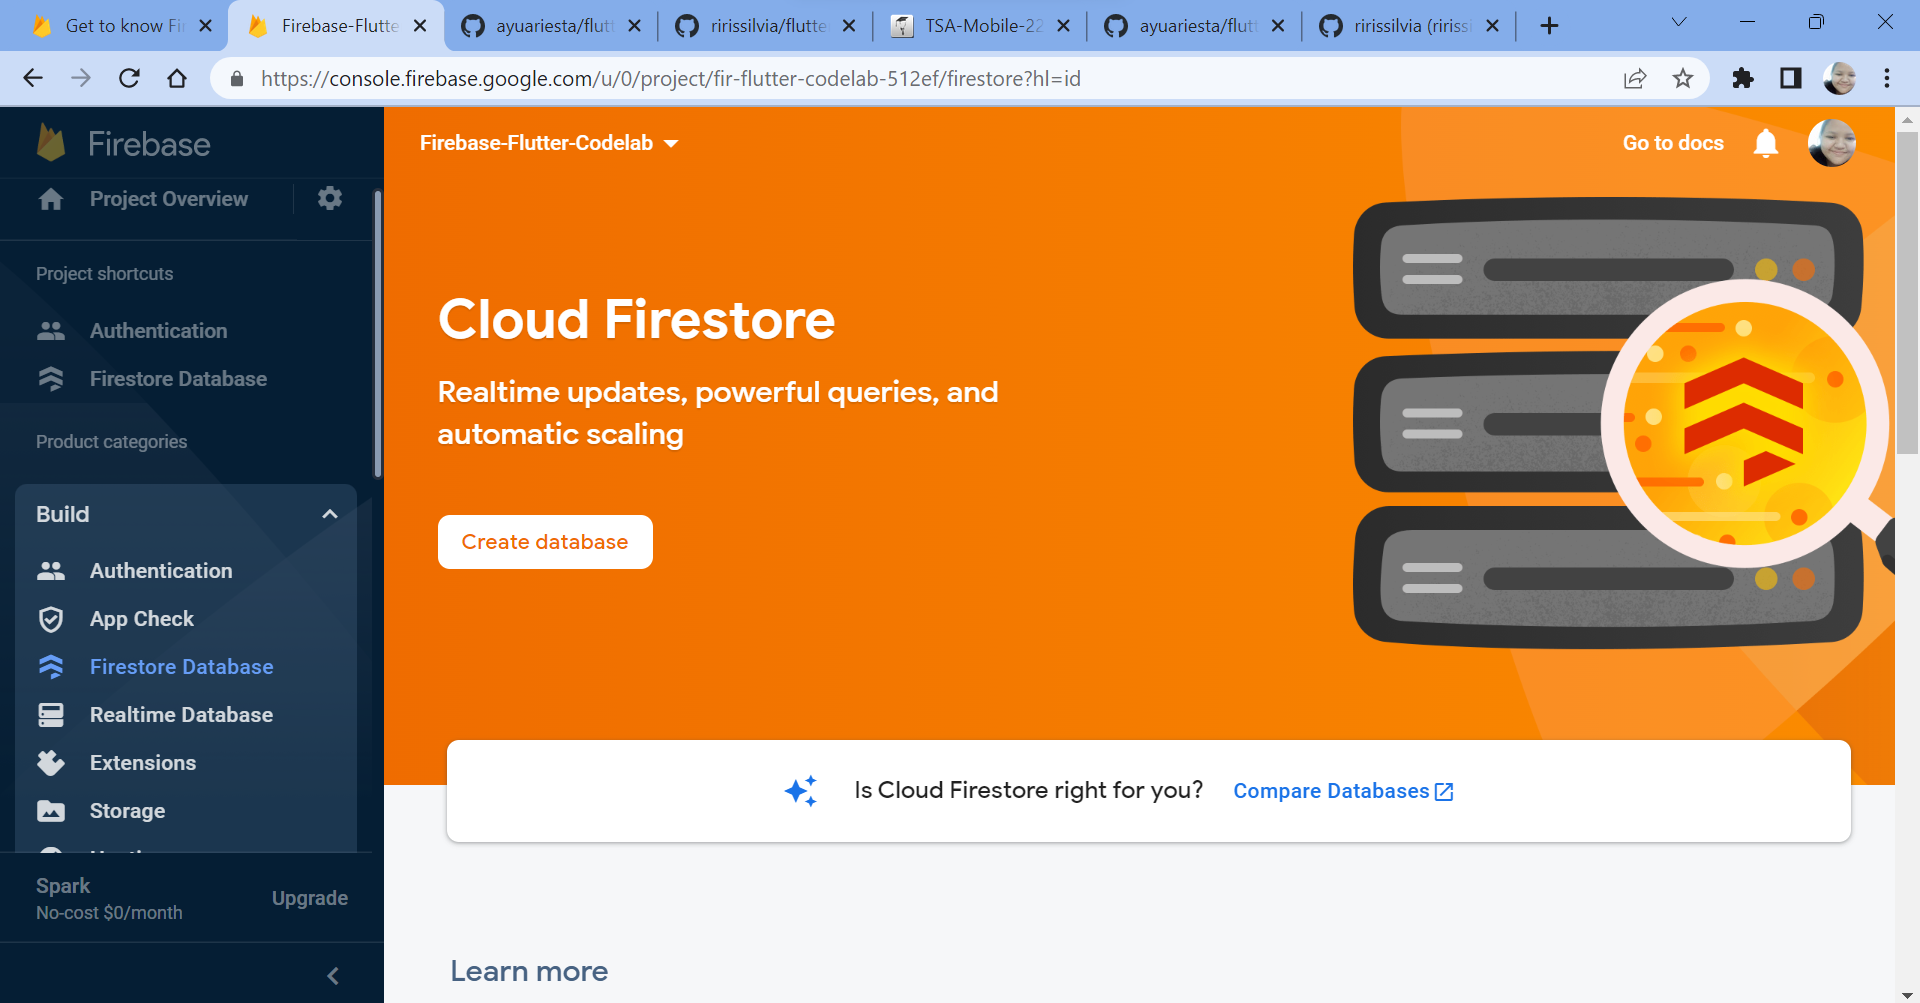 Get to know Fi
Firebase-Flutte
ayuariesta/flutt
ririssilvia/flutte
TSA-Mobile-22
ayuariesta/flutt
ririssilvia (ririssi
https://console.firebase.google.com/u/0/project/fir-flutter-codelab-512ef/firestore?hl=id
Firebase
Project Overview
Project shortcuts
Authentication
Firestore Database
Product categories
Build
Authentication
App Check
Firestore Database
Realtime Database
Extensions
Storage
Spark
No-cost $0/month
Upgrade
Firebase-Flutter-Codelab
Go to docs
Cloud Firestore
Realtime updates, powerful queries, and
automatic scaling
Create database
Is Cloud Firestore right for you?
Compare Databases
Learn more